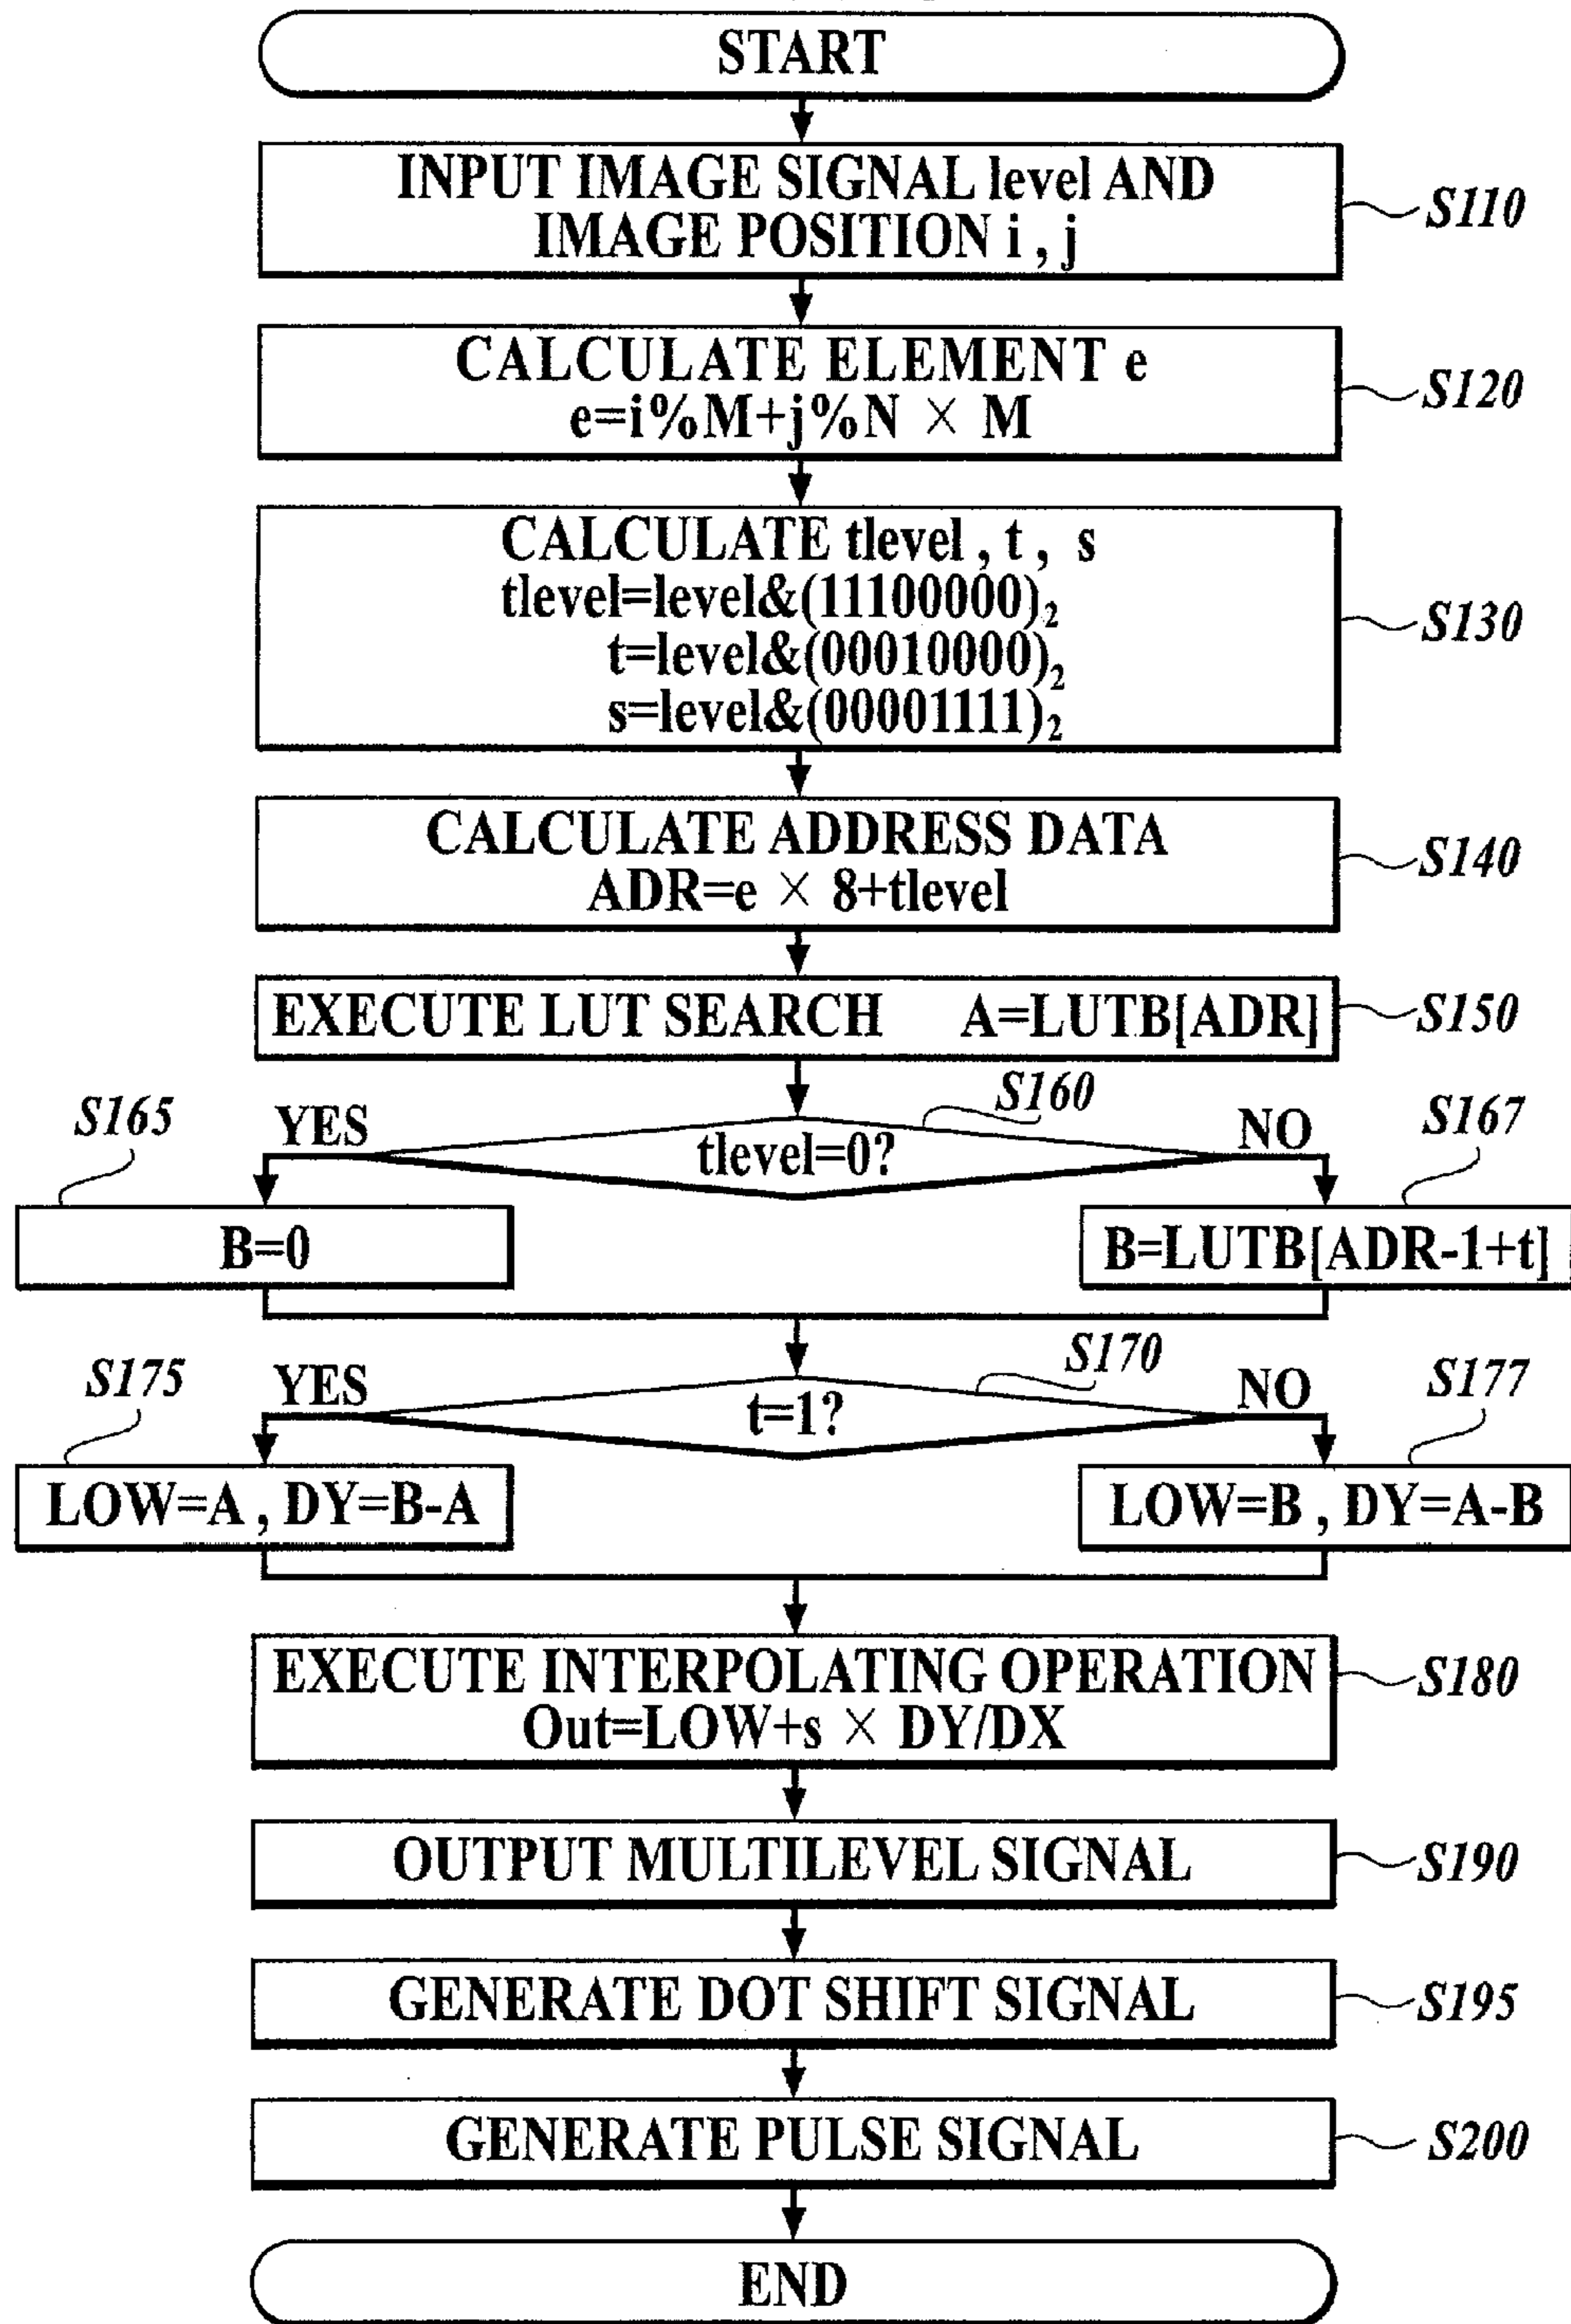 START
INPUT IMAGE SIGNAL level AND
IMAGE POSITION i , j
S110
CALCULATE ELEMENT e
e=i%M+j%N × M
S120
CALCULATE tlevel , t , s
tlevel=level&(11100000)₂
t=level&(00010000)₂
s=level&(00001111)₂
S130
CALCULATE ADDRESS DATA
ADR=e × 8+tlevel
S140
EXECUTE LUT SEARCH A=LUTB[ADR]
S150
S160
tlevel=0?
YES
NO
S165
B=0
S167
B=LUTB[ADR-1+t]
S170
t=1?
YES
NO
S175
LOW=A , DY=B-A
S177
LOW=B , DY=A-B
EXECUTE INTERPOLATING OPERATION
Out=LOW+s × DY/DX
S180
OUTPUT MULTILEVEL SIGNAL
S190
GENERATE DOT SHIFT SIGNAL
S195
GENERATE PULSE SIGNAL
S200
END